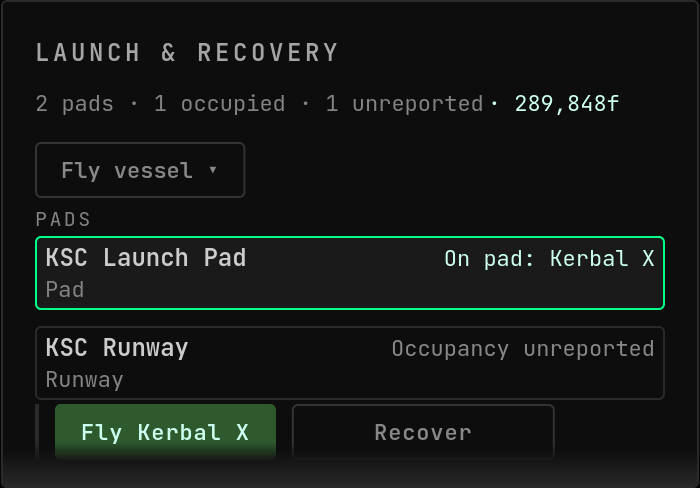 LAUNCH & RECOVERY
2 pads · 1 occupied · 1 unreported · 289,848f
Fly vessel ▾
PADS
KSC Launch Pad On pad: Kerbal X
Pad
KSC Runway Occupancy unreported
Runway
Fly Kerbal X Recover